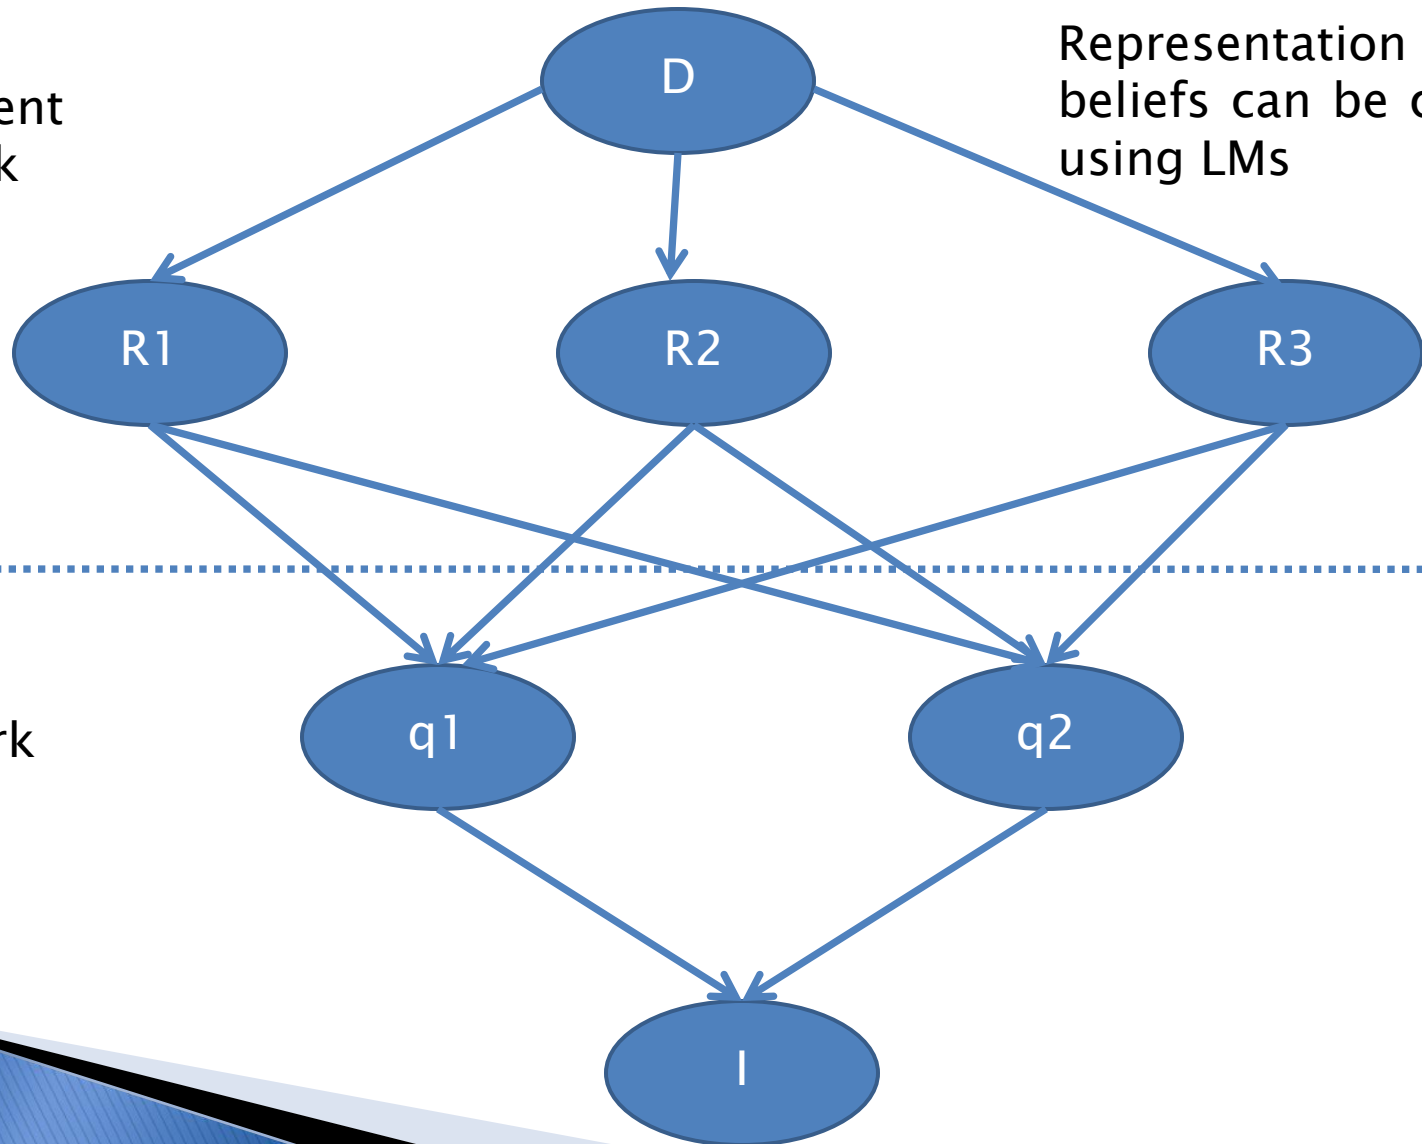 D
Representation
beliefs can be
using LMs
R1
R2
R3
q1
q2
I